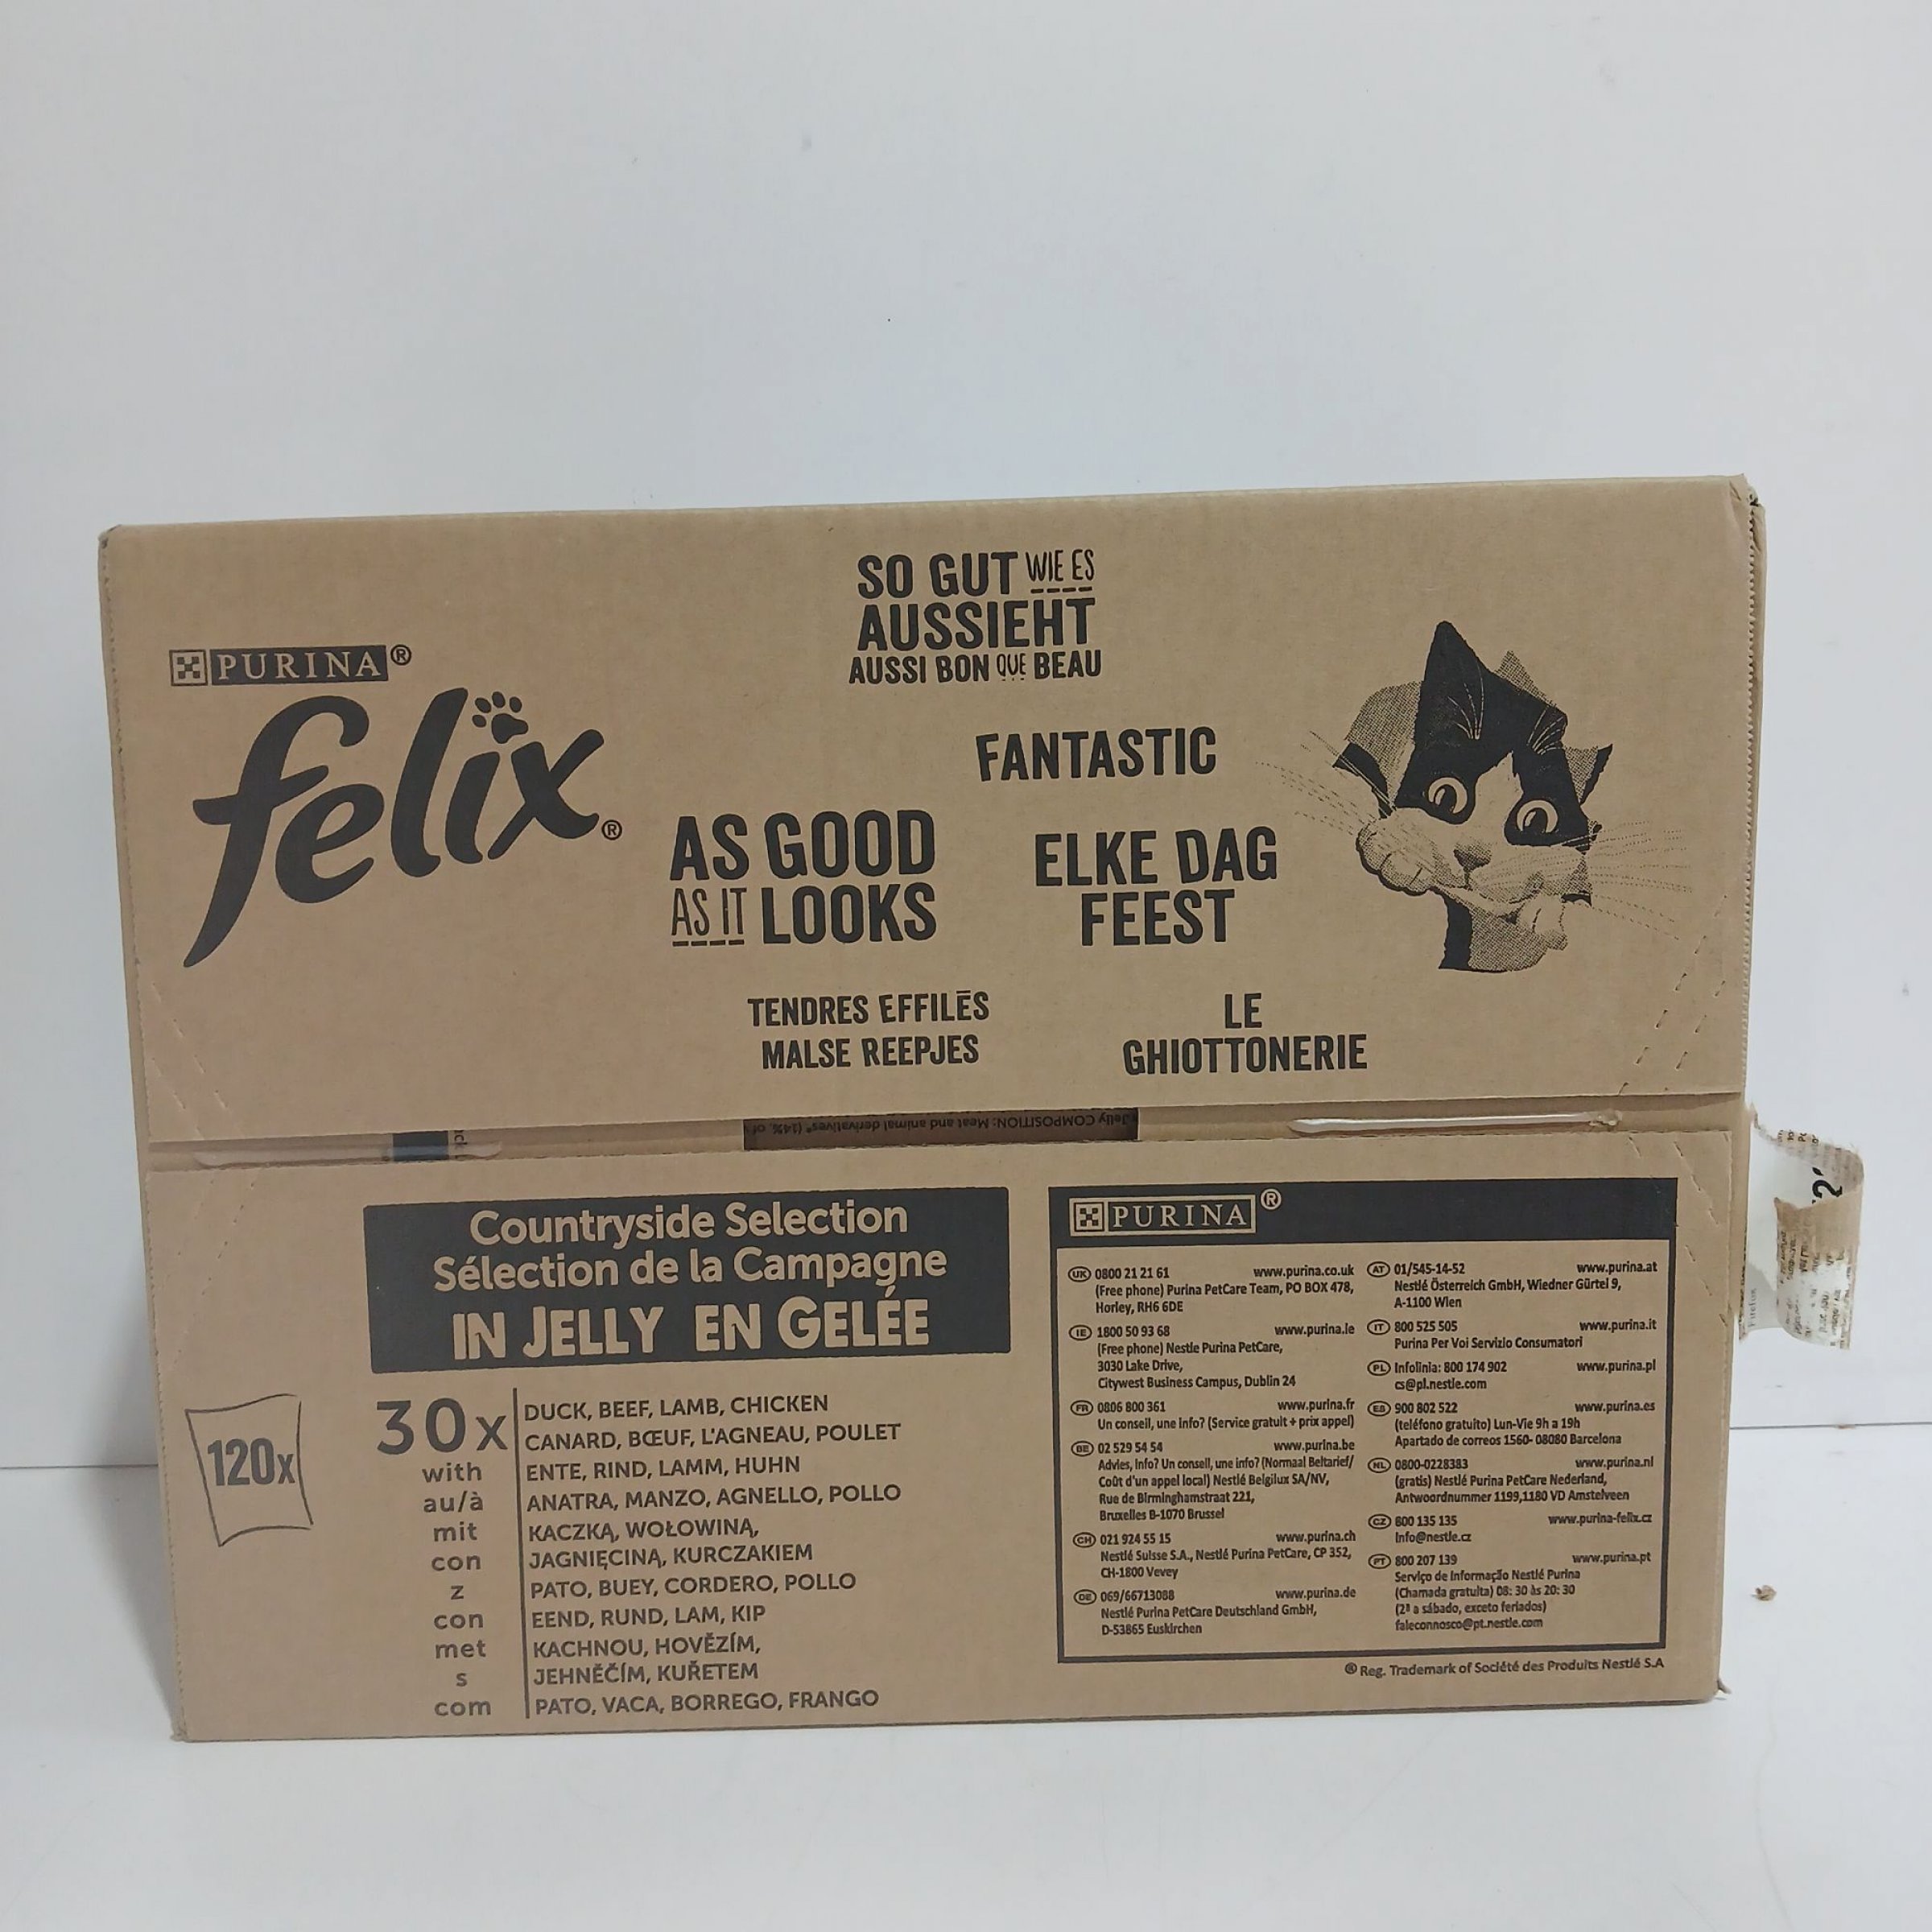 SO GUT WIE ES
AUSSIEHT
AUSSI BON QUE BEAU
PURINA®
felix®
FANTASTIC
AS GOOD
AS IT LOOKS
ELKE DAG
FEEST
TENDRES EFFILĒS
MALSE REEPJES
LE
GHIOTTONERIE
Jelly COMPOSITION: Meat and animal derivatives* (14%, of
Countryside Selection
Sélection de la Campagne
IN JELLY EN GELÉE
120x
30x
DUCK, BEEF, LAMB, CHICKEN
CANARD, BŒUF, L'AGNEAU, POULET
with ENTE, RIND, LAMM, HUHN
au/à ANATRA, MANZO, AGNELLO, POLLO
mit KACZKĄ, WOŁOWINĄ,
con JAGNIĘCINĄ, KURCZAKIEM
z PATO, BUEY, CORDERO, POLLO
con EEND, RUND, LAM, KIP
met KACHNOU, HOVĚZÍM,
s JEHNĚČÍM, KUŘETEM
com PATO, VACA, BORREGO, FRANGO
PURINA®
UK 0800 21 21 61 www.purina.co.uk
(Free phone) Purina PetCare Team, PO BOX 478,
Horley, RH6 6DE
IE 1800 50 93 68 www.purina.ie
(Free phone) Nestle Purina PetCare,
3030 Lake Drive,
Citywest Business Campus, Dublin 24
FR 0806 800 361 www.purina.fr
Un conseil, une info? (Service gratuit + prix appel)
BE 02 529 54 54 www.purina.be
Advies, Info? Un conseil, une info? (Normaal Beltarief/
Coût d'un appel local) Nestlé Belgilux SA/NV,
Rue de Birminghamstraat 221,
Bruxelles B-1070 Brussel
CH 021 924 55 15 www.purina.ch
Nestlé Suisse S.A., Nestlé Purina PetCare, CP 352,
CH-1800 Vevey
DE 069/66713088 www.purina.de
Nestlé Purina PetCare Deutschland GmbH,
D-53865 Euskirchen
AT 01/545-14-52 www.purina.at
Nestlé Österreich GmbH, Wiedner Gürtel 9,
A-1100 Wien
IT 800 525 505 www.purina.it
Purina Per Voi Servizio Consumatori
PL Infolinia: 800 174 902 www.purina.pl
cs@pl.nestle.com
ES 900 802 522 www.purina.es
(teléfono gratuito) Lun-Vie 9h a 19h
Apartado de correos 1560- 08080 Barcelona
NL 0800-0228383 www.purina.nl
(gratis) Nestlé Purina PetCare Nederland,
Antwoordnummer 1199,1180 VD Amstelveen
CZ 800 135 135 www.purina-felix.cz
Info@nestle.cz
PT 800 207 139 www.purina.pt
Serviço de Informação Nestlé Purina
(Chamada gratuita) 08: 30 às 20: 30
(2ª a sábado, exceto feriados)
faleconnosco@pt.nestle.com
® Reg. Trademark of Société des Produits Nestlé S.A